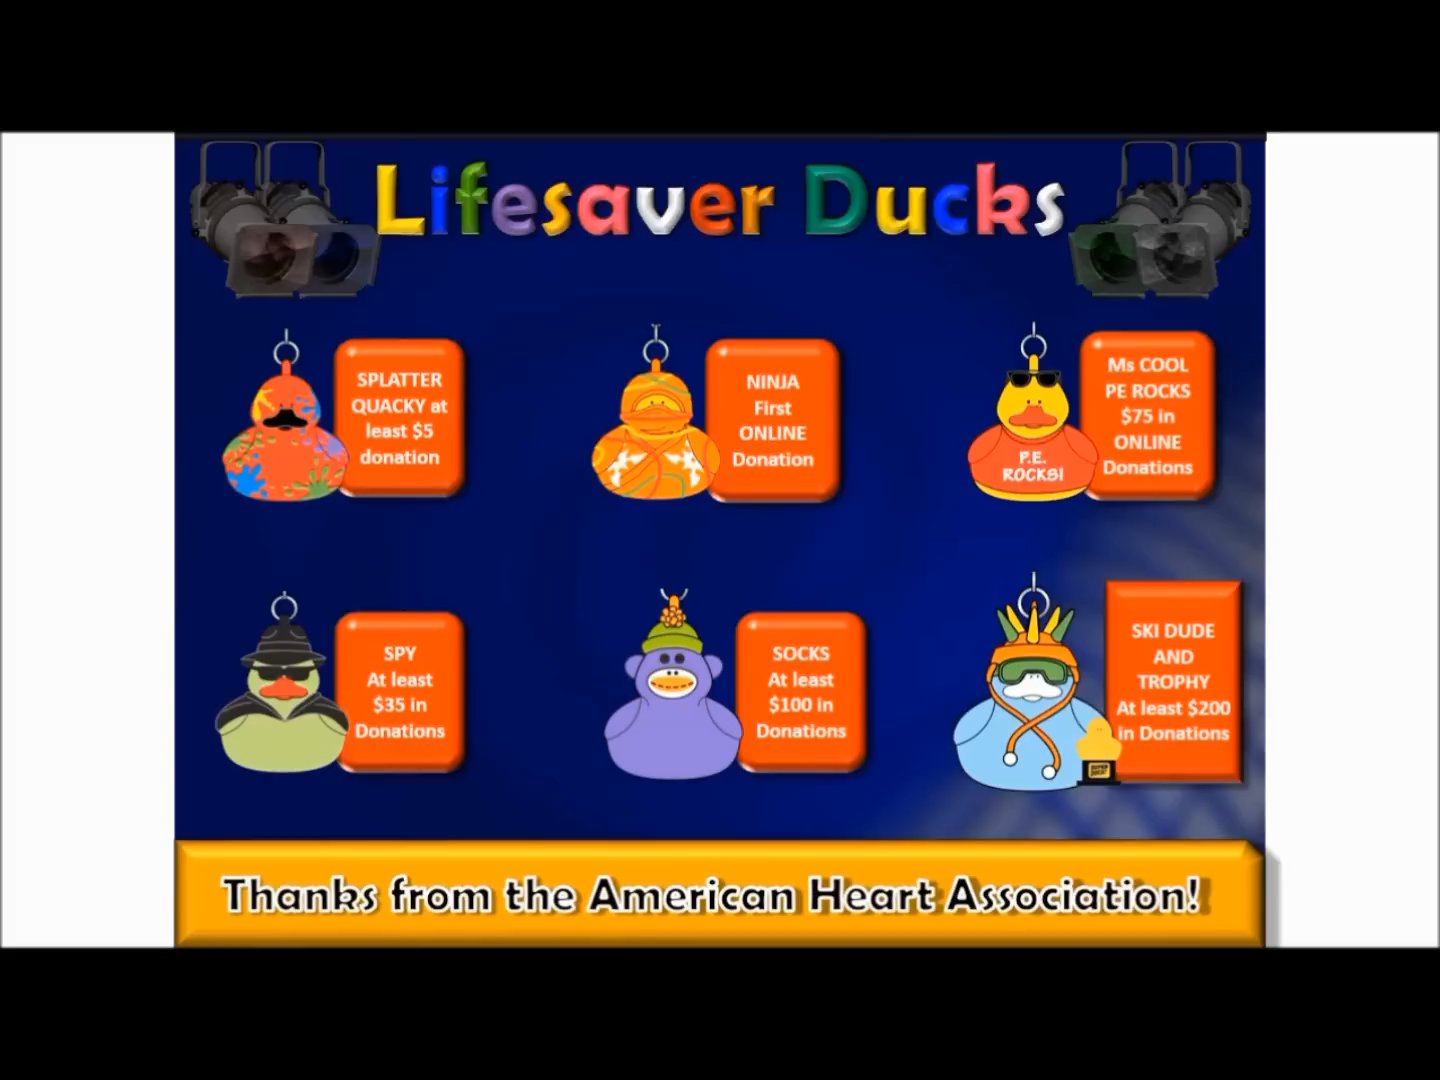 Lifesaver Ducks
SPLATTER
QUACKY at
least $5
donation
NINJA
First
ONLINE
Donation
P.E.
ROCKS!
Ms COOL
PE ROCKS
$75 in
ONLINE
Donations
SPY
At least
$35 in
Donations
SOCKS
At least
$100 in
Donations
SKI DUDE
AND
TROPHY
At least $200
in Donations
Thanks from the American Heart Association!